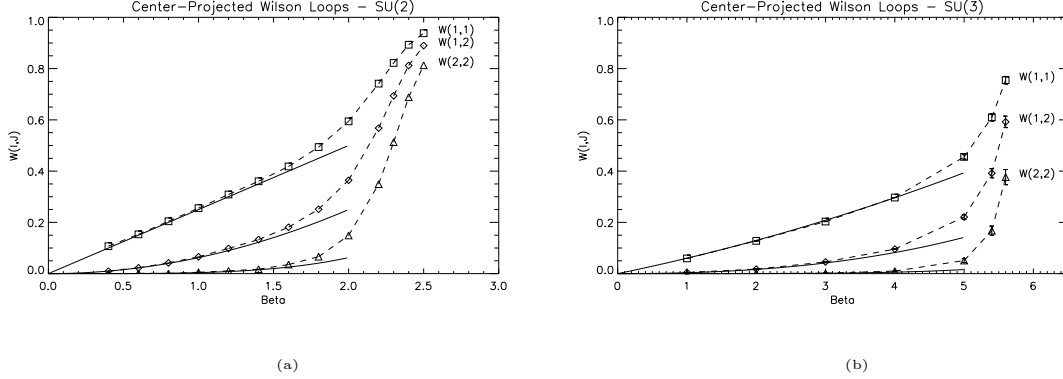 Center-Projected Wilson Loops - SU(2)
W(I,J)
1.0
0.8
0.6
0.4
0.2
0.0
W(1,1)
W(1,2)
W(2,2)
0.0 0.5 1.0 1.5 2.0 2.5 3.0
Beta
(a)
Center-Projected Wilson Loops - SU(3)
W(I,J)
1.0
0.8
0.6
0.4
0.2
0.0
W(1,1)
W(1,2)
W(2,2)
0 1 2 3 4 5 6
Beta
(b)